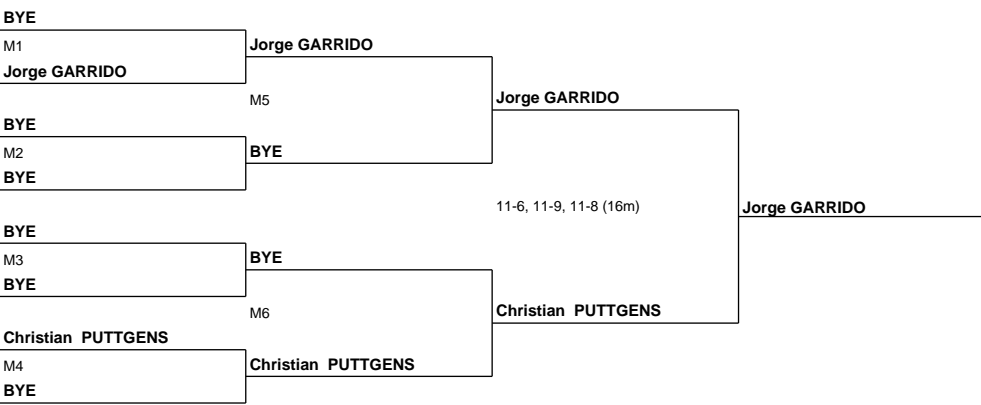 BYE
M1
Jorge GARRIDO
Jorge GARRIDO
M5
Jorge GARRIDO
BYE
M2
BYE
BYE
11-6, 11-9, 11-8 (16m)
Jorge GARRIDO
BYE
M3
BYE
BYE
M6
Christian PUTTGENS
Christian PUTTGENS
M4
BYE
Christian PUTTGENS